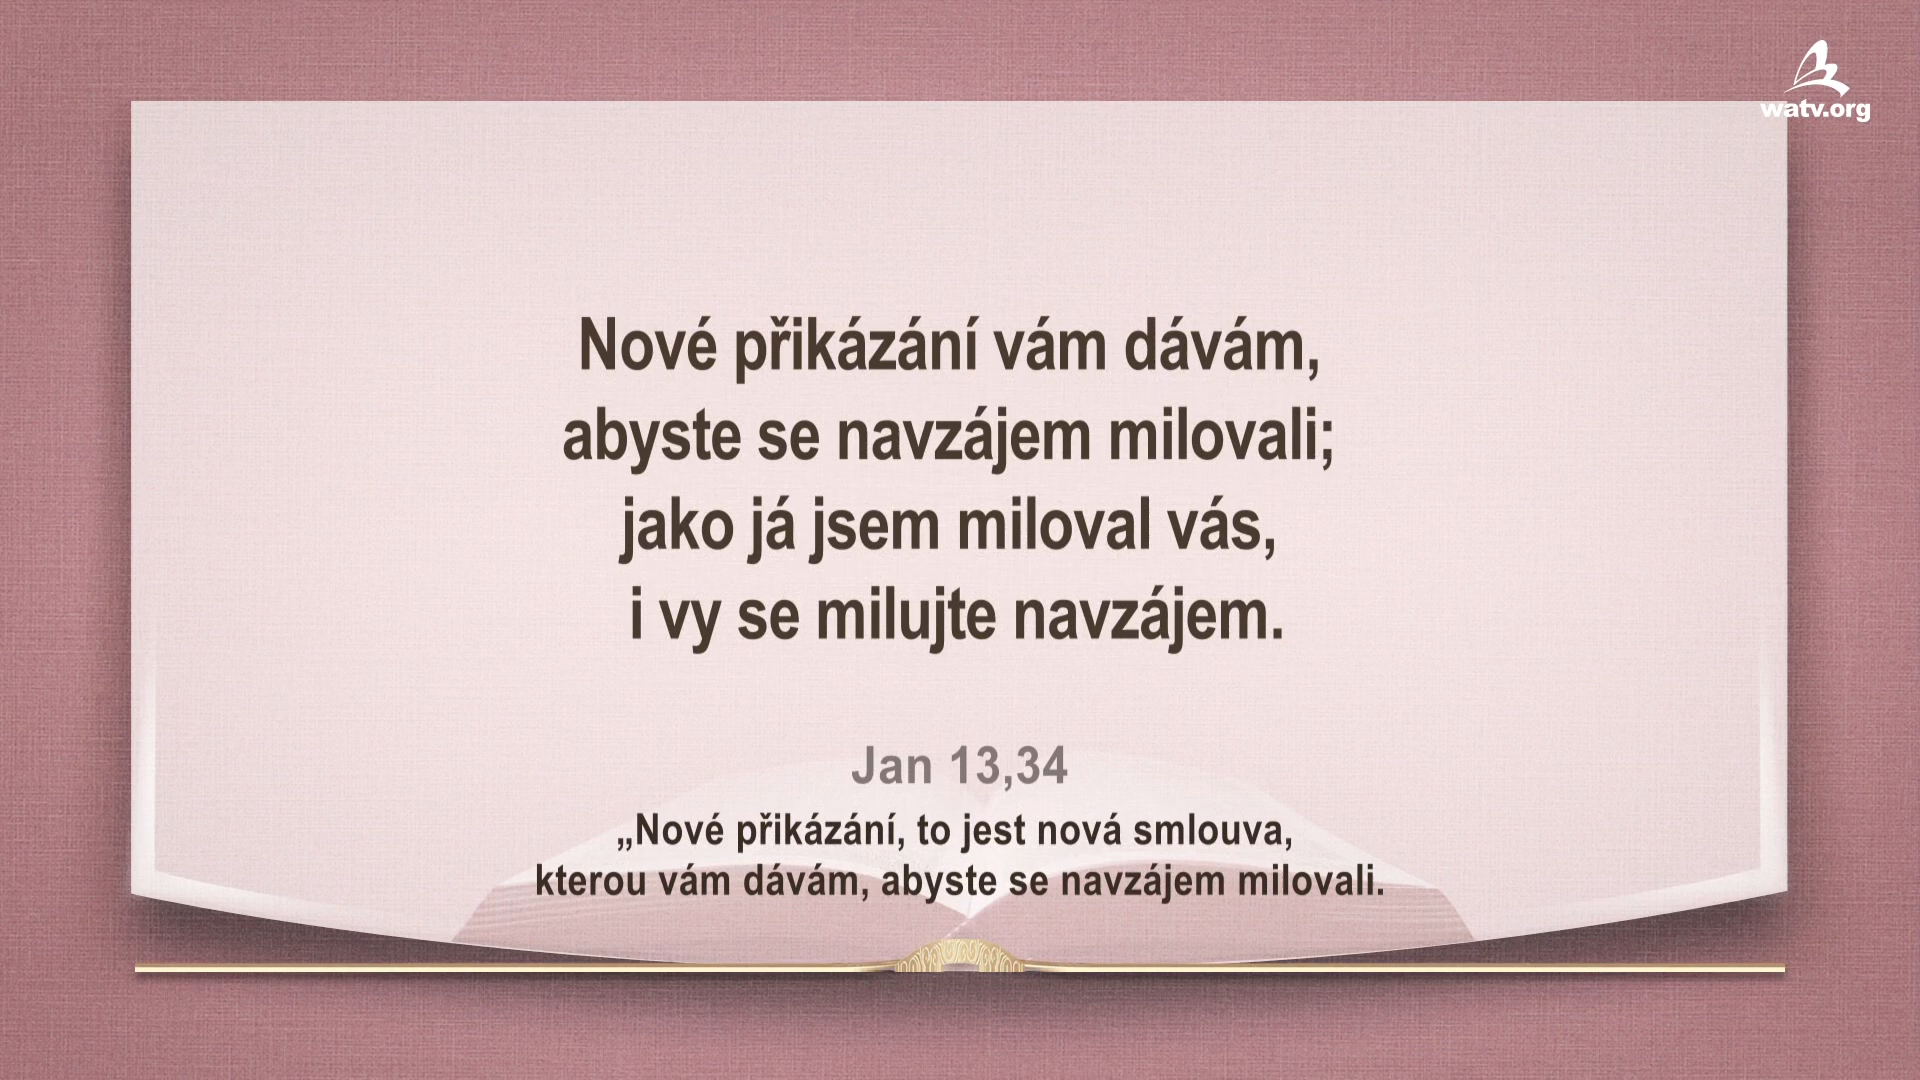 watv.org
Nové přikázání vám dávám,
abyste se navzájem milovali;
jako já jsem miloval vás,
i vy se milujte navzájem.
Jan 13,34
„Nové přikázání, to jest nová smlouva,
kterou vám dávám, abyste se navzájem milovali.